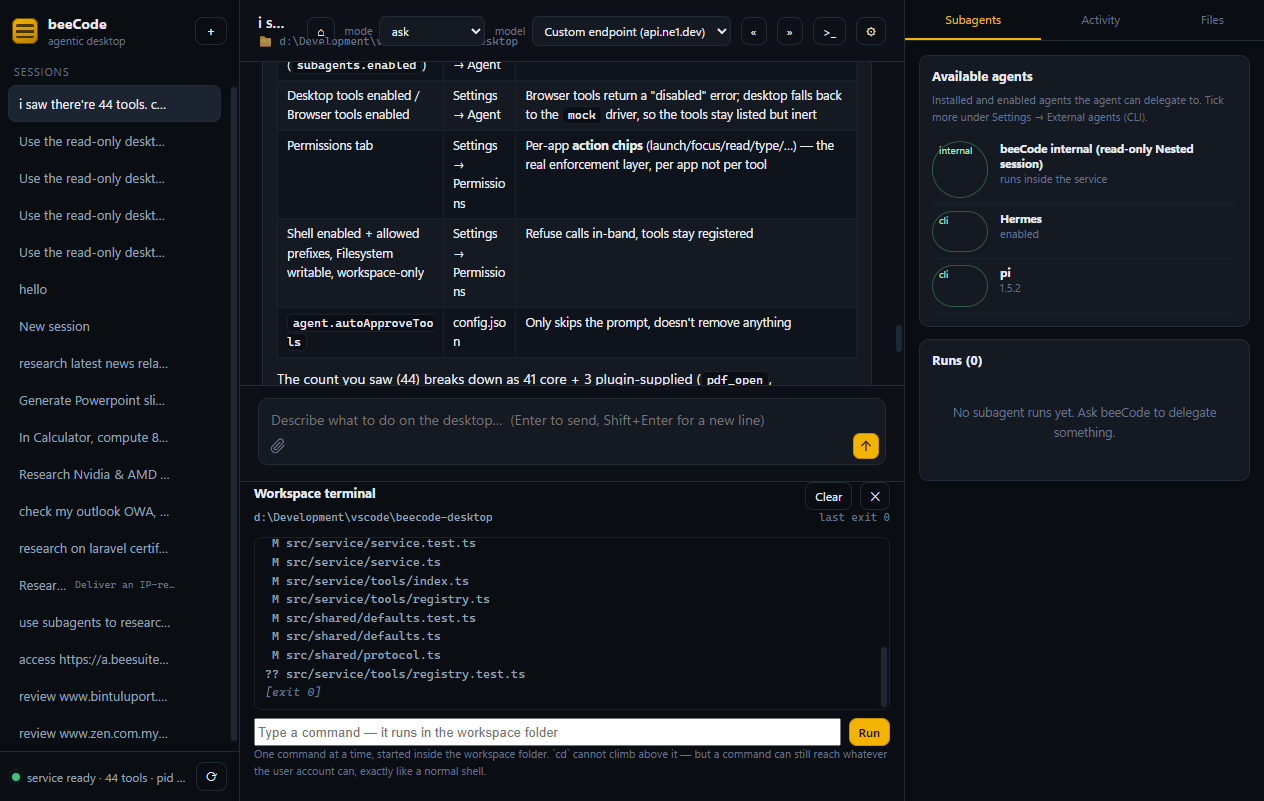 beeCode
agentic desktop
+
SESSIONS
i saw there're 44 tools. c...
Use the read-only deskt...
Use the read-only deskt...
Use the read-only deskt...
Use the read-only deskt...
hello
New session
research latest news rela...
Generate Powerpoint sli...
In Calculator, compute 8...
Research Nvidia & AMD ...
check my outlook OWA, ...
research on laravel certif...
Resear... Deliver an IP-re…
use subagents to researc...
access https://a.beesuite...
review www.bintuluport....
review www.zen.com.my...
service ready · 44 tools · pid ...
i s...
mode
ask
model
Custom endpoint (api.ne1.dev)
«
»
>_
d:\Development\v
desktop
(subagents.enabled)
→ Agent
Desktop tools enabled /
Browser tools enabled
Settings
→ Agent
Browser tools return a "disabled" error; desktop falls back
to the mock driver, so the tools stay listed but inert
Permissions tab
Settings
→
Permissio
ns
Per-app action chips (launch/focus/read/type/…) — the
real enforcement layer, per app not per tool
Shell enabled + allowed
prefixes, Filesystem
writable, workspace-only
Settings
→
Permissio
ns
Refuse calls in-band, tools stay registered
agent.autoApproveToo
ls
config.jso
n
Only skips the prompt, doesn't remove anything
The count you saw (44) breaks down as 41 core + 3 plugin-supplied ( pdf_open ,
Describe what to do on the desktop... (Enter to send, Shift+Enter for a new line)
Workspace terminal
Clear
d:\Development\vscode\beecode-desktop
last exit 0
M src/service/service.test.ts
M src/service/service.ts
M src/service/tools/index.ts
M src/service/tools/registry.ts
M src/shared/defaults.test.ts
M src/shared/defaults.ts
M src/shared/protocol.ts
?? src/service/tools/registry.test.ts
[exit 0]
Type a command — it runs in the workspace folder
Run
One command at a time, started inside the workspace folder. `cd` cannot climb above it — but a command can still reach whatever
the user account can, exactly like a normal shell.
Subagents
Activity
Files
Available agents
Installed and enabled agents the agent can delegate to. Tick
more under Settings → External agents (CLI).
internal
beeCode internal (read-only Nested
session)
runs inside the service
cli
Hermes
enabled
cli
pi
1.5.2
Runs (0)
No subagent runs yet. Ask beeCode to delegate
something.